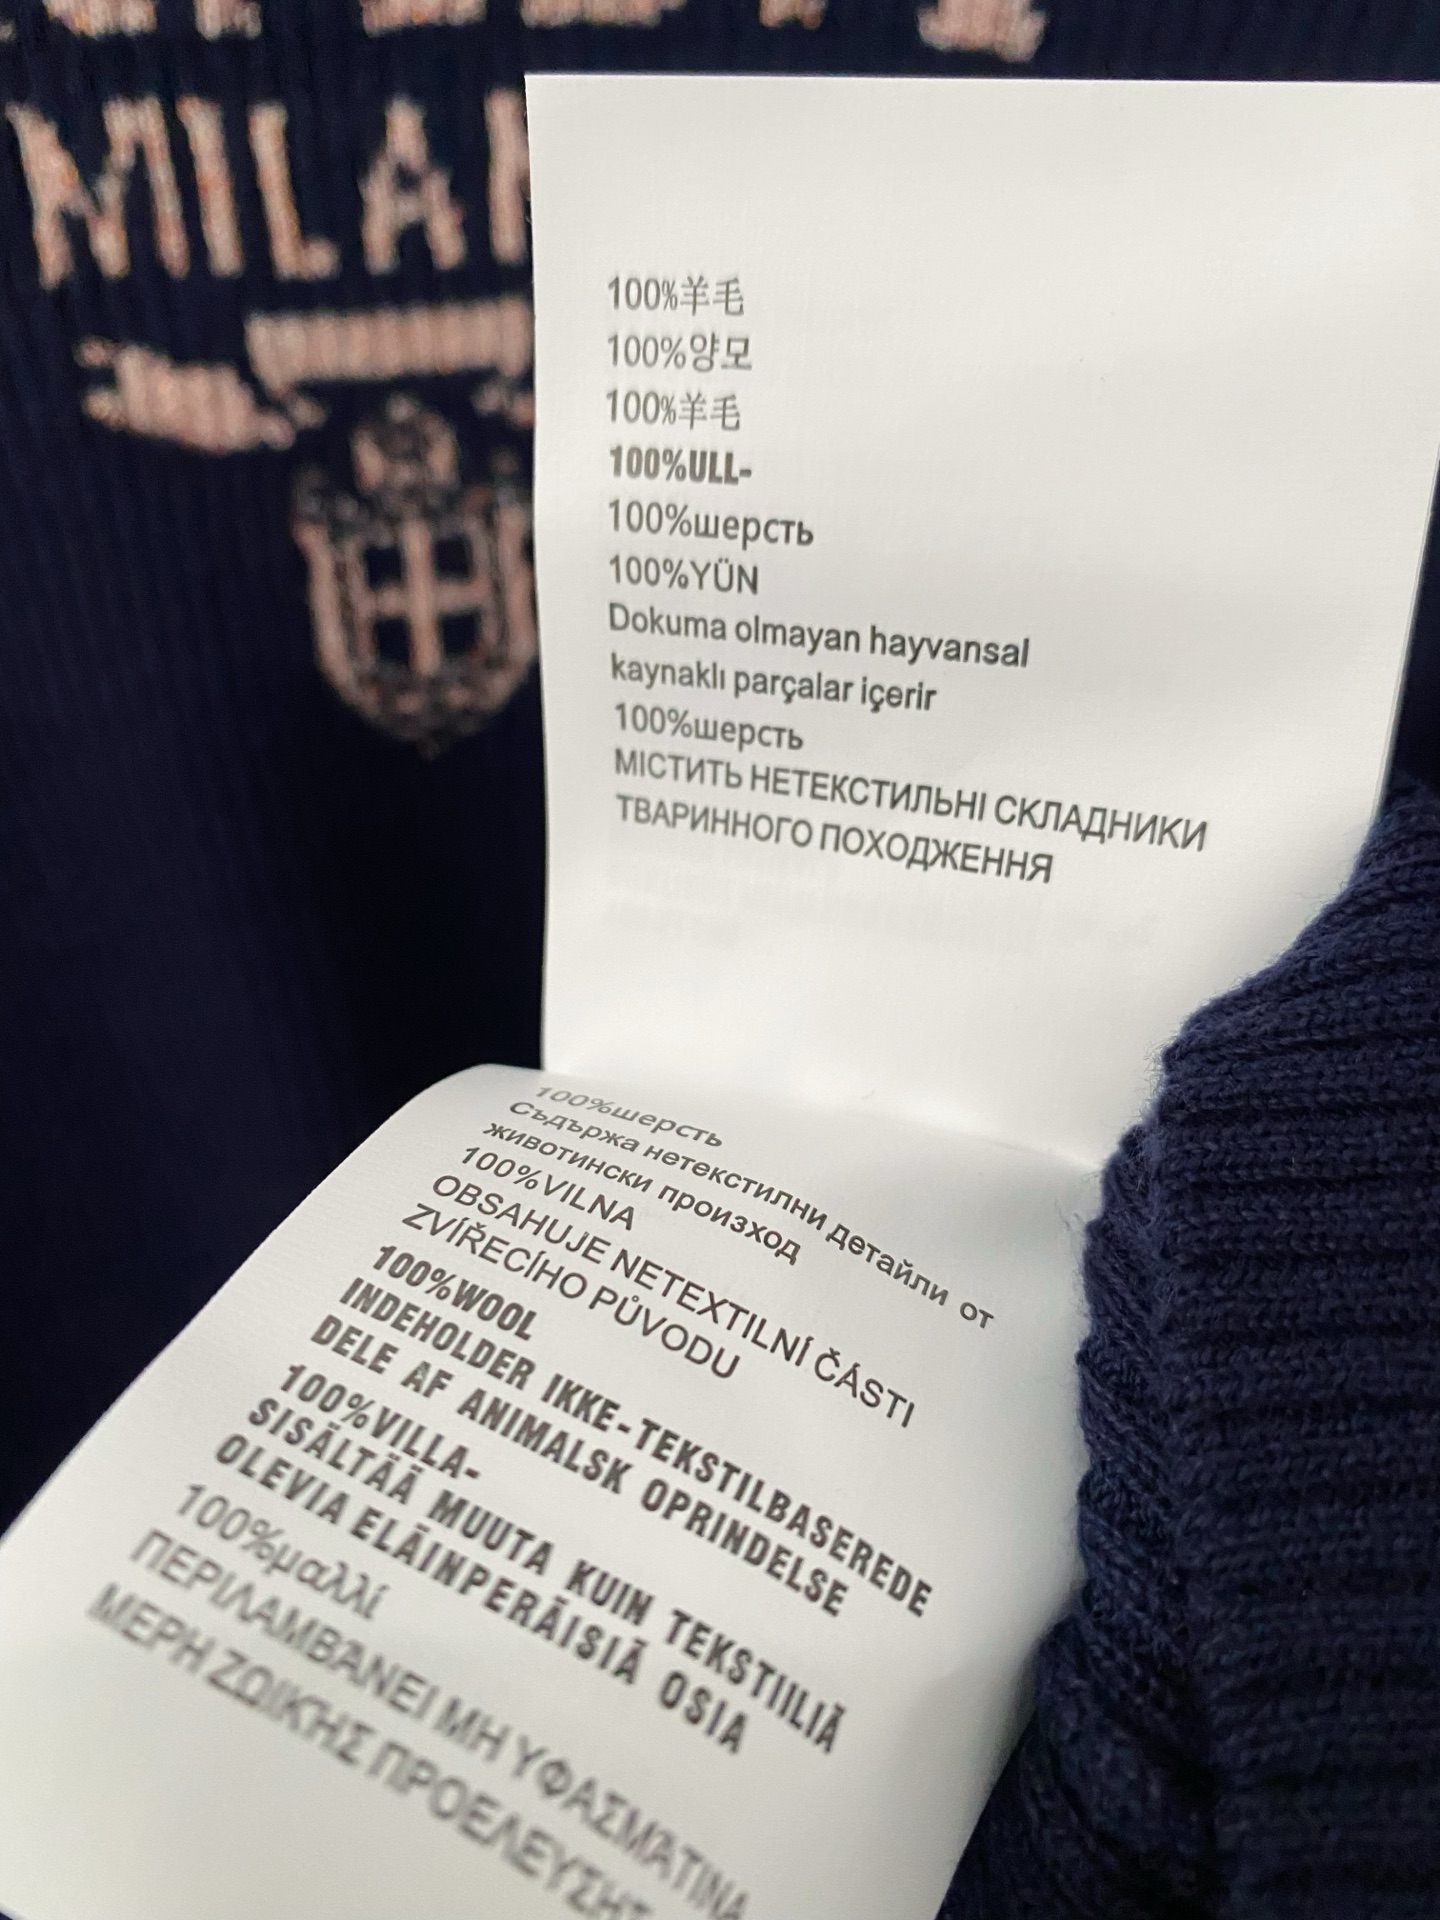 MILAN
100%羊毛
100%양모
100%羊毛
100%ULL-
100%шерсть
100%YÜN
Dokuma olmayan hayvansal
kaynaklı parçalar içerir
100%шерсть
МІСТИТЬ НЕТЕКСТИЛЬНІ СКЛАДНИКИ
ТВАРИННОГО ПОХОДЖЕННЯ
100%шерсть
Съдържа нетекстилни детайли от
животински произход
100%VILNA
OBSAHUJE NETEXTILNÍ ČÁSTI
ZVÍŘECÍHO PŮVODU
100%WOOL
INDEHOLDER IKKE-TEKSTILBASEREDE
DELE AF ANIMALSK OPRINDELSE
100%VILLA-
SISÄLTÄÄ MUUTA KUIN TEKSTIILIÄ
OLEVIA ELÄINPERÄISIÄ OSIA
100%μαλλί
ΠΕΡΙΛΑΜΒΆΝΕΙ ΜΗ ΥΦΑΣΜΆΤΙΝΑ
ΜΕΡΗ ΖΩΙΚΉΣ ΠΡΟΕΛΕΥΣΗΣ